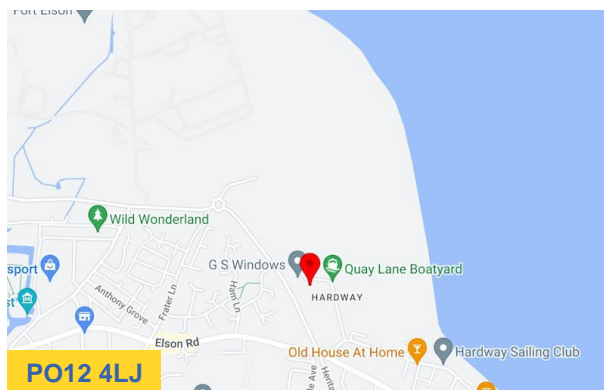 Fort Elson
Wild Wonderland
G S Windows
Quay Lane Boatyard
HARDWAY
Anthony Grove
Frater Ln
Ham Ln
Elson Rd
Old House At Home
Hardway Sailing Club
PO12 4LJ